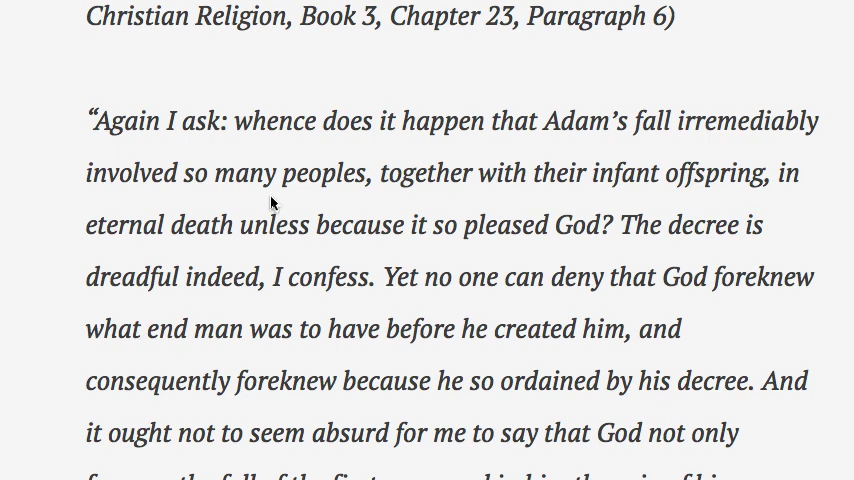 Christian Religion, Book 3, Chapter 23, Paragraph 6)
“Again I ask: whence does it happen that Adam’s fall irremediably
involved so many peoples, together with their infant offspring, in
eternal death unless because it so pleased God? The decree is
dreadful indeed, I confess. Yet no one can deny that God foreknew
what end man was to have before he created him, and
consequently foreknew because he so ordained by his decree. And
it ought not to seem absurd for me to say that God not only